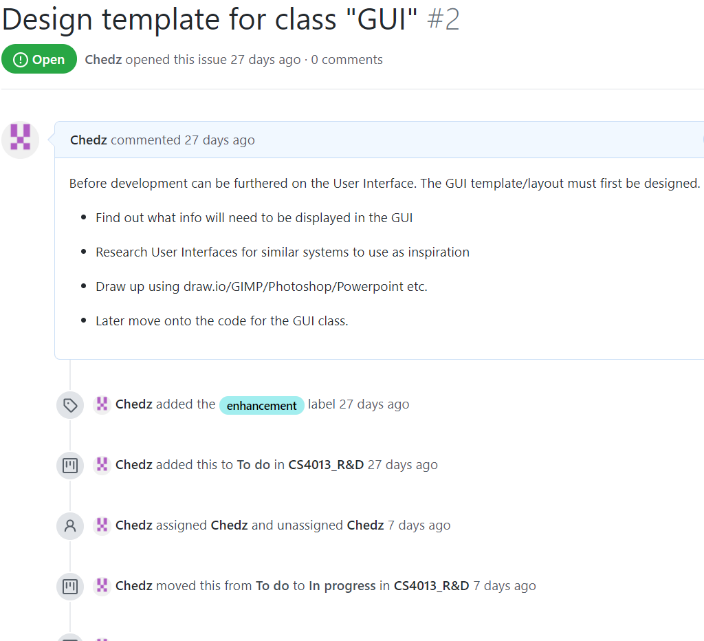 Design template for class "GUI" #2
Open Chedz opened this issue 27 days ago · 0 comments
Chedz commented 27 days ago
Before development can be furthered on the User Interface. The GUI template/layout must first be designed.
• Find out what info will need to be displayed in the GUI
• Research User Interfaces for similar systems to use as inspiration
• Draw up using draw.io/GIMP/Photoshop/Powerpoint etc.
• Later move onto the code for the GUI class.
Chedz added the enhancement label 27 days ago
Chedz added this to To do in CS4013_R&D 27 days ago
Chedz assigned Chedz and unassigned Chedz 7 days ago
Chedz moved this from To do to In progress in CS4013_R&D 7 days ago